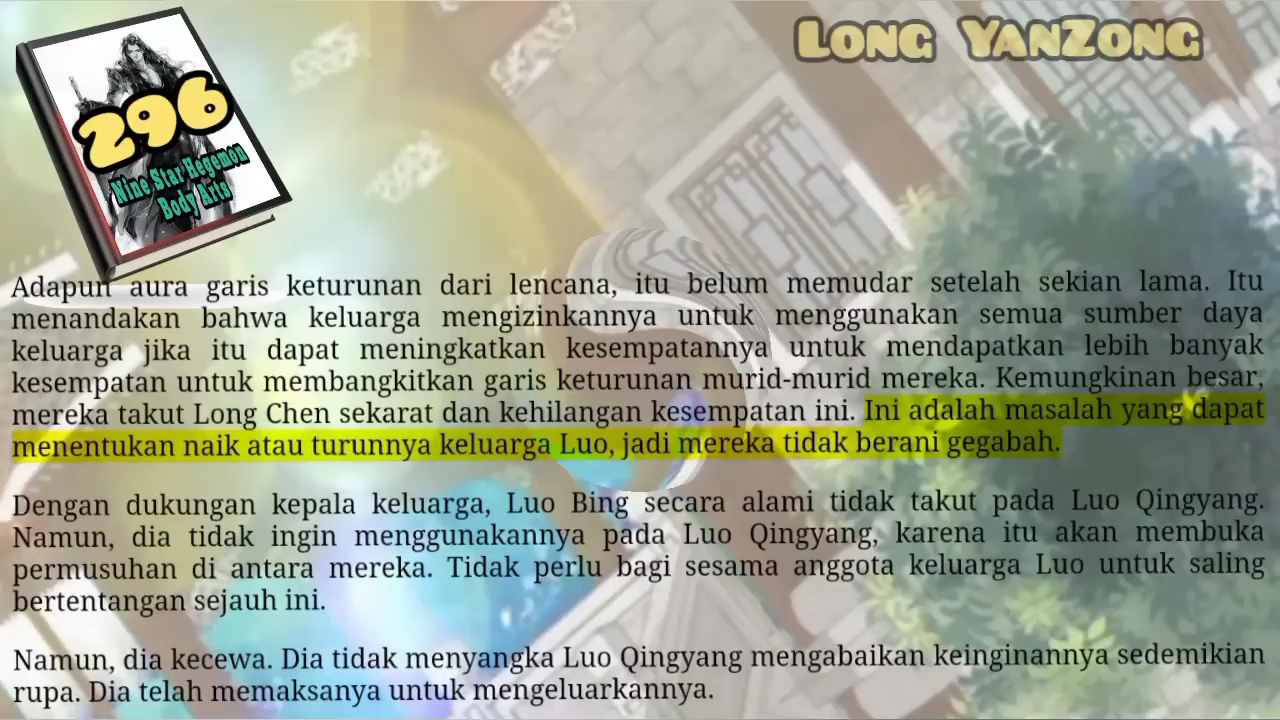 Long YanZong
296
Nine Star Hegemon
Body Arts
Adapun aura garis keturunan dari lencana, itu belum memudar setelah sekian lama. Itu
menandakan bahwa keluarga mengizinkannya untuk menggunakan semua sumber daya
keluarga jika itu dapat meningkatkan kesempatannya untuk mendapatkan lebih banyak
kesempatan untuk membangkitkan garis keturunan murid-murid mereka. Kemungkinan besar,
mereka takut Long Chen sekarat dan kehilangan kesempatan ini. Ini adalah masalah yang dapat
menentukan naik atau turunnya keluarga Luo, jadi mereka tidak berani gegabah.
Dengan dukungan kepala keluarga, Luo Bing secara alami tidak takut pada Luo Qingyang.
Namun, dia tidak ingin menggunakannya pada Luo Qingyang, karena itu akan membuka
permusuhan di antara mereka. Tidak perlu bagi sesama anggota keluarga Luo untuk saling
bertentangan sejauh ini.
Namun, dia kecewa. Dia tidak menyangka Luo Qingyang mengabaikan keinginannya sedemikian
rupa. Dia telah memaksanya untuk mengeluarkannya.